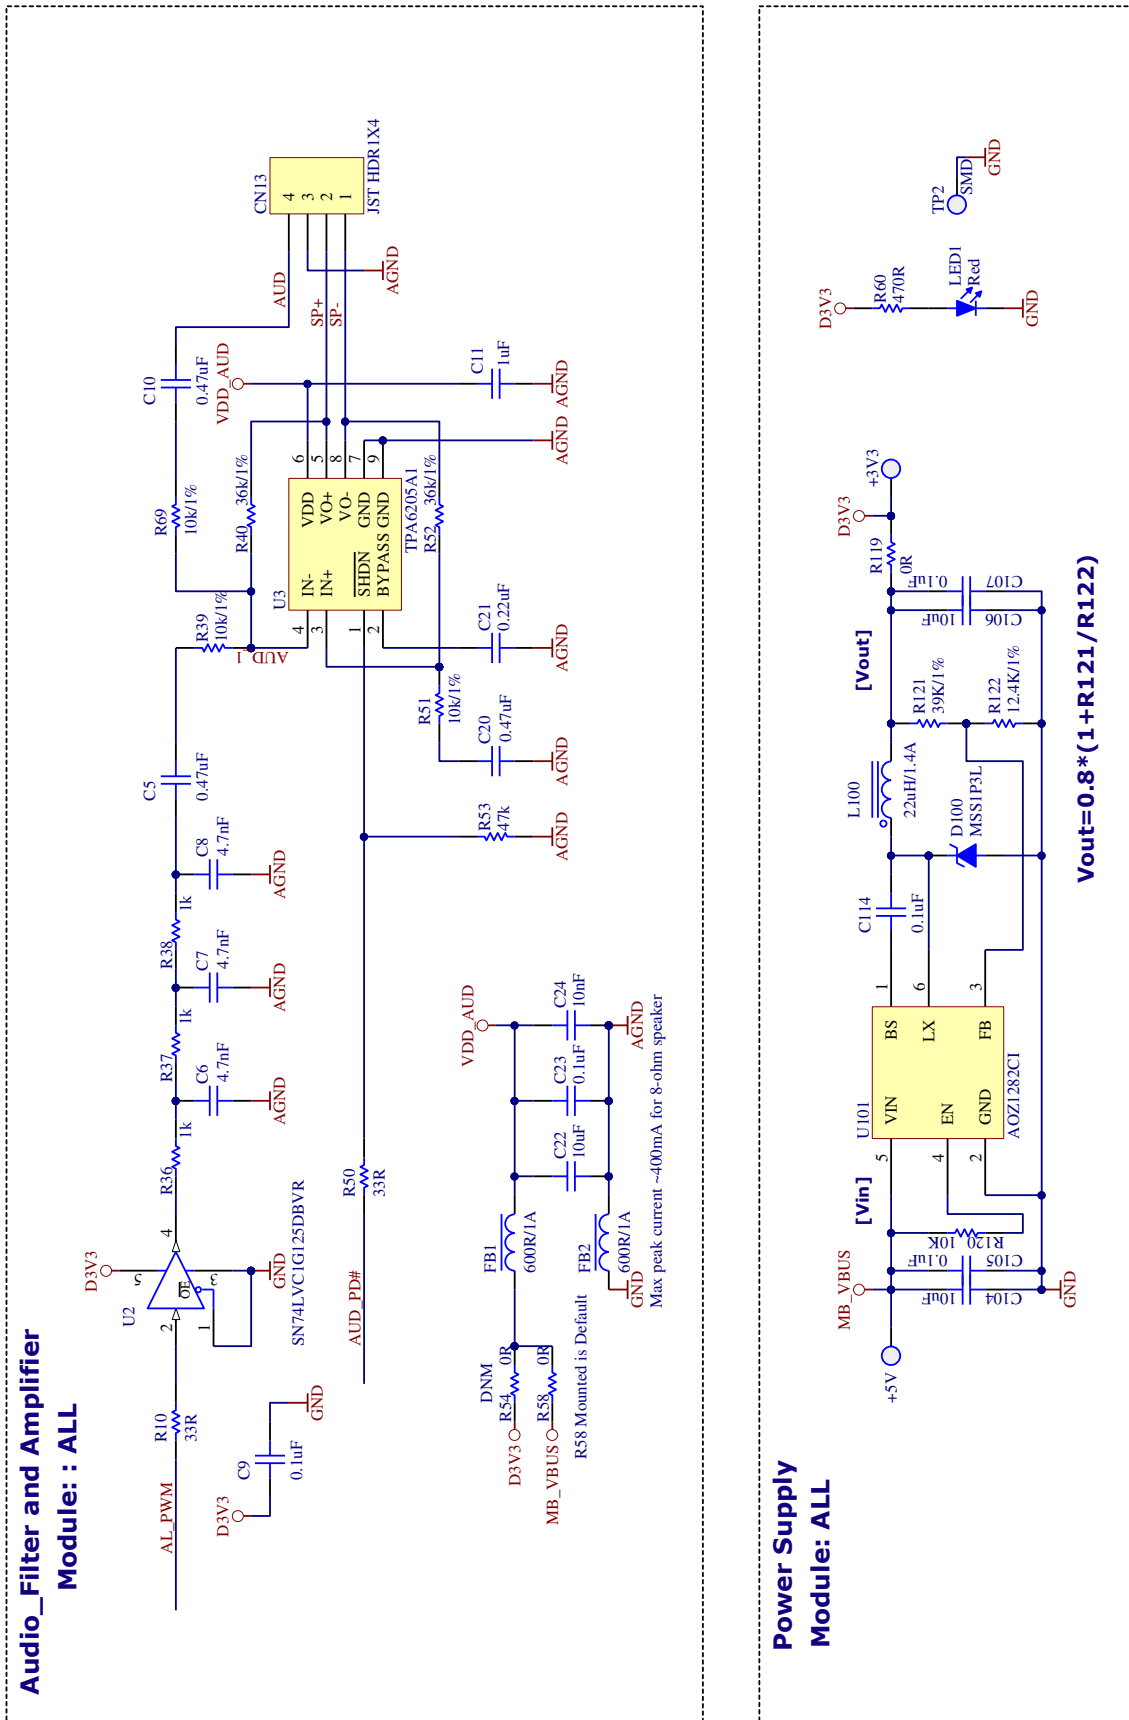 Audio_Filter and Amplifier
Module: : ALL
AL_PWM
R10
33R
U2
D3V3
5
2
4
3
1
OE
GND
SN74LVC1G125DBVR
D3V3
C9
0.1uF
GND
R36
1k
C6
4.7nF
AGND
R37
1k
C7
4.7nF
AGND
R38
1k
C8
4.7nF
AGND
C5
0.47uF
R39
10k/1%
AUD_1
R69
10k/1%
C10
0.47uF
R40
36k/1%
VDD_AUD
AUD
SP+
SP-
CN13
4
3
2
1
JST HDR1X4
AGND
U3
4
3
1
2
IN-
IN+
SHDN
BYPASS
VDD
VO+
VO-
GND
GND
6
5
8
7
9
TPA6205A1
R52
36k/1%
C11
1uF
AGND
AGND
C21
0.22uF
AGND
R51
10k/1%
C20
0.47uF
AGND
R53
47k
AGND
AUD_PD#
R50
33R
VDD_AUD
FB1
600R/1A
C22
10uF
C23
0.1uF
C24
10nF
AGND
FB2
600R/1A
GND
Max peak current ~400mA for 8-ohm speaker
DNM
D3V3
R54
0R
MB_VBUS
R58
0R
R58 Mounted is Default
Power Supply
Module: ALL
+5V
MB_VBUS
[Vin]
C104
10uF
C105
0.1uF
R120
10K
GND
U101
5
4
2
VIN
EN
GND
BS
LX
FB
1
6
3
AOZ1282CI
C114
0.1uF
L100
22uH/1.4A
D100
MSS1P3L
[Vout]
R121
39K/1%
R122
12.4K/1%
C106
10uF
C107
0.1uF
R119
0R
D3V3
+3V3
Vout=0.8*(1+R121/R122)
D3V3
R60
470R
LED1
Red
GND
TP2
SMD
GND